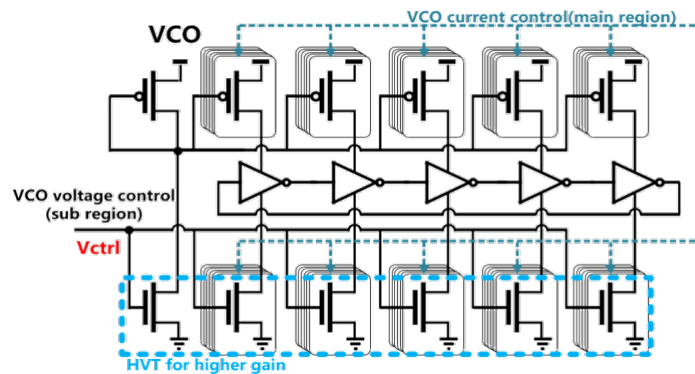 VCO current control(main region)
VCO
VCO voltage control
(sub region)
Vctrl
HVT for higher gain